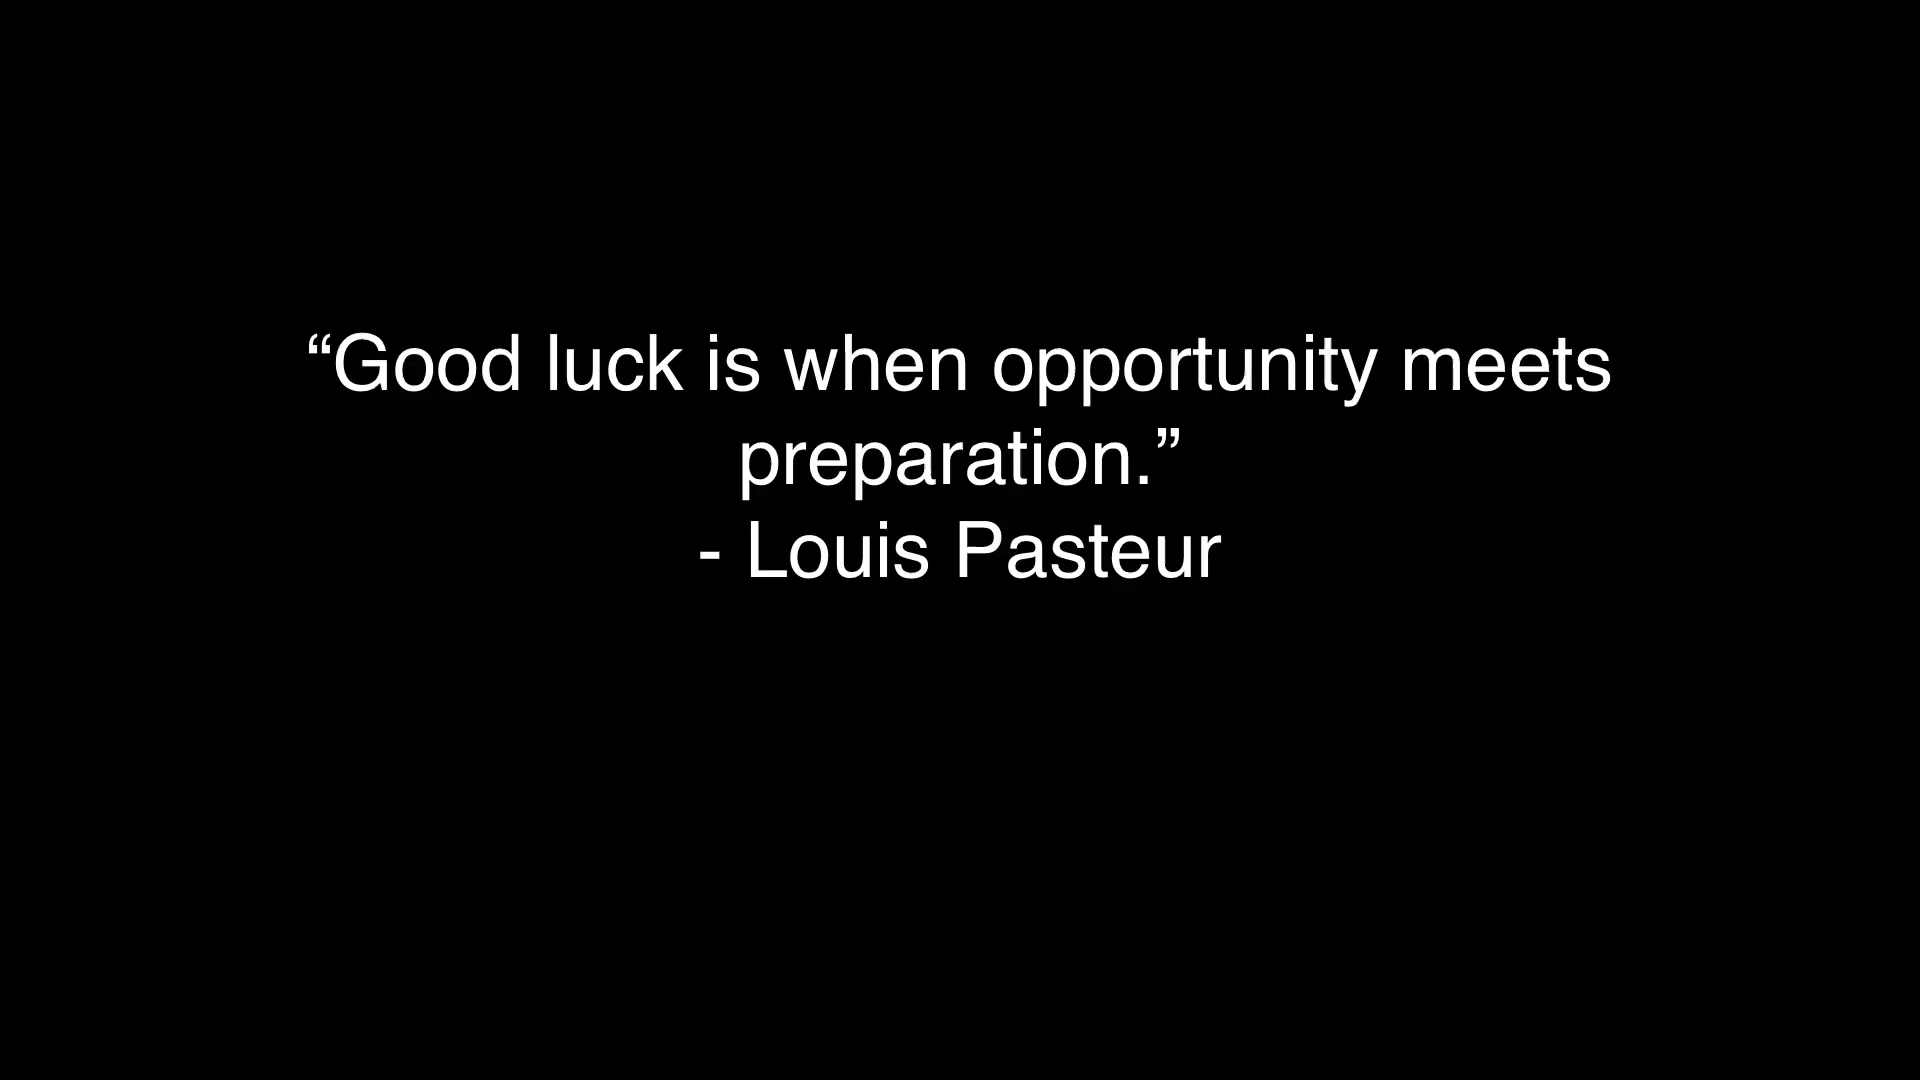 “Good luck is when opportunity meets
preparation.”
- Louis Pasteur